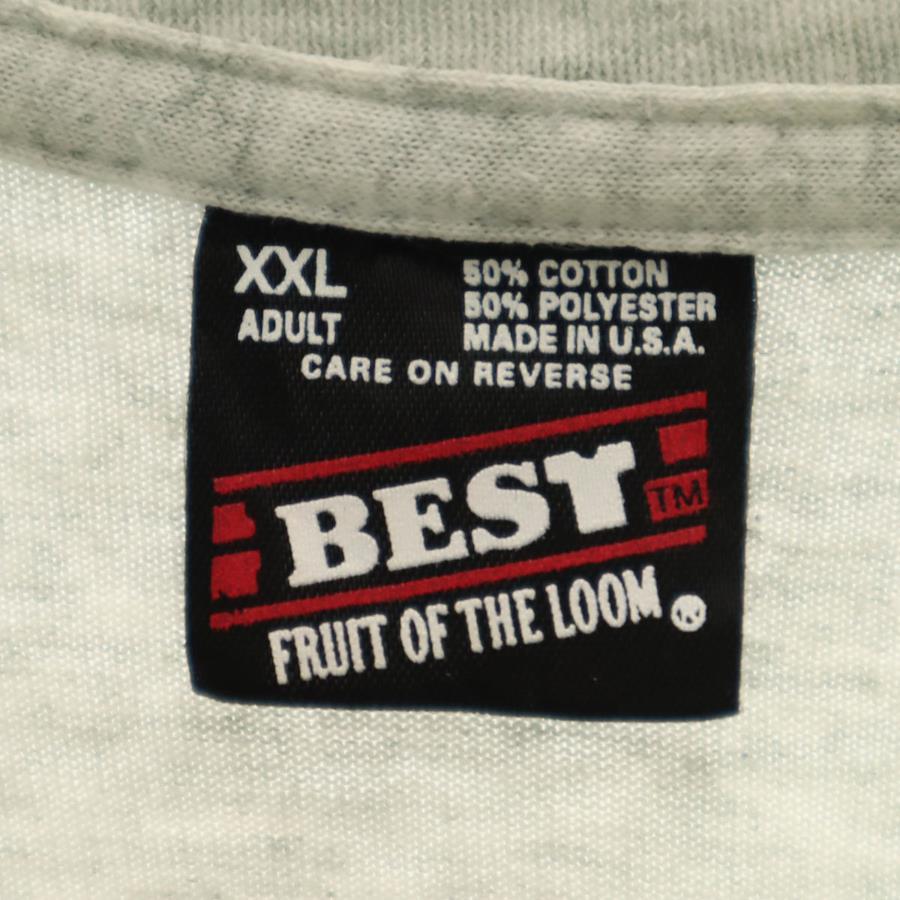 XXL
ADULT
50% COTTON
50% POLYESTER
MADE IN U.S.A.
CARE ON REVERSE
BEST TM
FRUIT OF THE LOOM ®